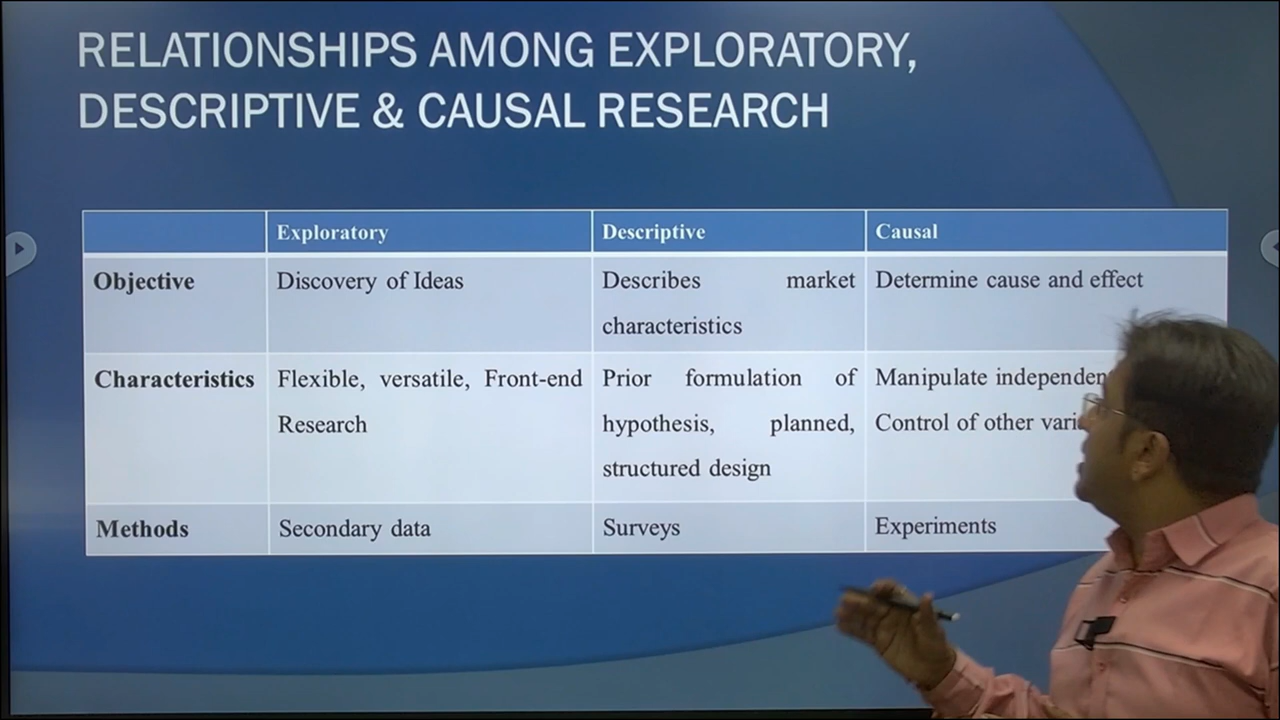 RELATIONSHIPS AMONG EXPLORATORY,
DESCRIPTIVE & CAUSAL RESEARCH
Exploratory Descriptive Causal
Objective Discovery of Ideas Describes market Determine cause and effect
characteristics
Characteristics Flexible, versatile, Front-end Prior formulation of Manipulate
Research hypothesis, planned, Control of other
structured design
Methods Secondary data Surveys Experiments